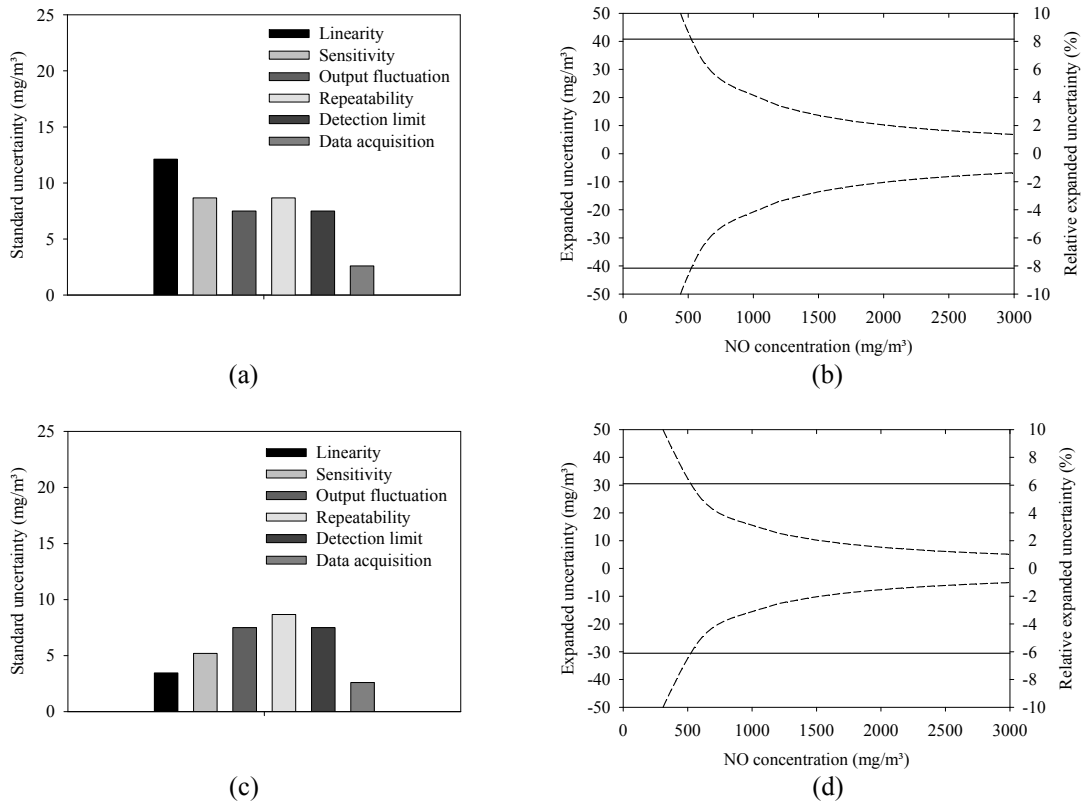 25
20
15
10
5
0
Standard uncertainty (mg/m³)
Linearity
Sensitivity
Output fluctuation
Repeatability
Detection limit
Data acquisition
(a)
50
40
30
20
10
0
-10
-20
-30
-40
-50
Expanded uncertainty (mg/m³)
10
8
6
4
2
0
-2
-4
-6
-8
-10
Relative expanded uncertainty (%)
0 500 1000 1500 2000 2500 3000
NO concentration (mg/m³)
(b)
25
20
15
10
5
0
Standard uncertainty (mg/m³)
Linearity
Sensitivity
Output fluctuation
Repeatability
Detection limit
Data acquisition
(c)
50
40
30
20
10
0
-10
-20
-30
-40
-50
Expanded uncertainty (mg/m³)
10
8
6
4
2
0
-2
-4
-6
-8
-10
Relative expanded uncertainty (%)
0 500 1000 1500 2000 2500 3000
NO concentration (mg/m³)
(d)